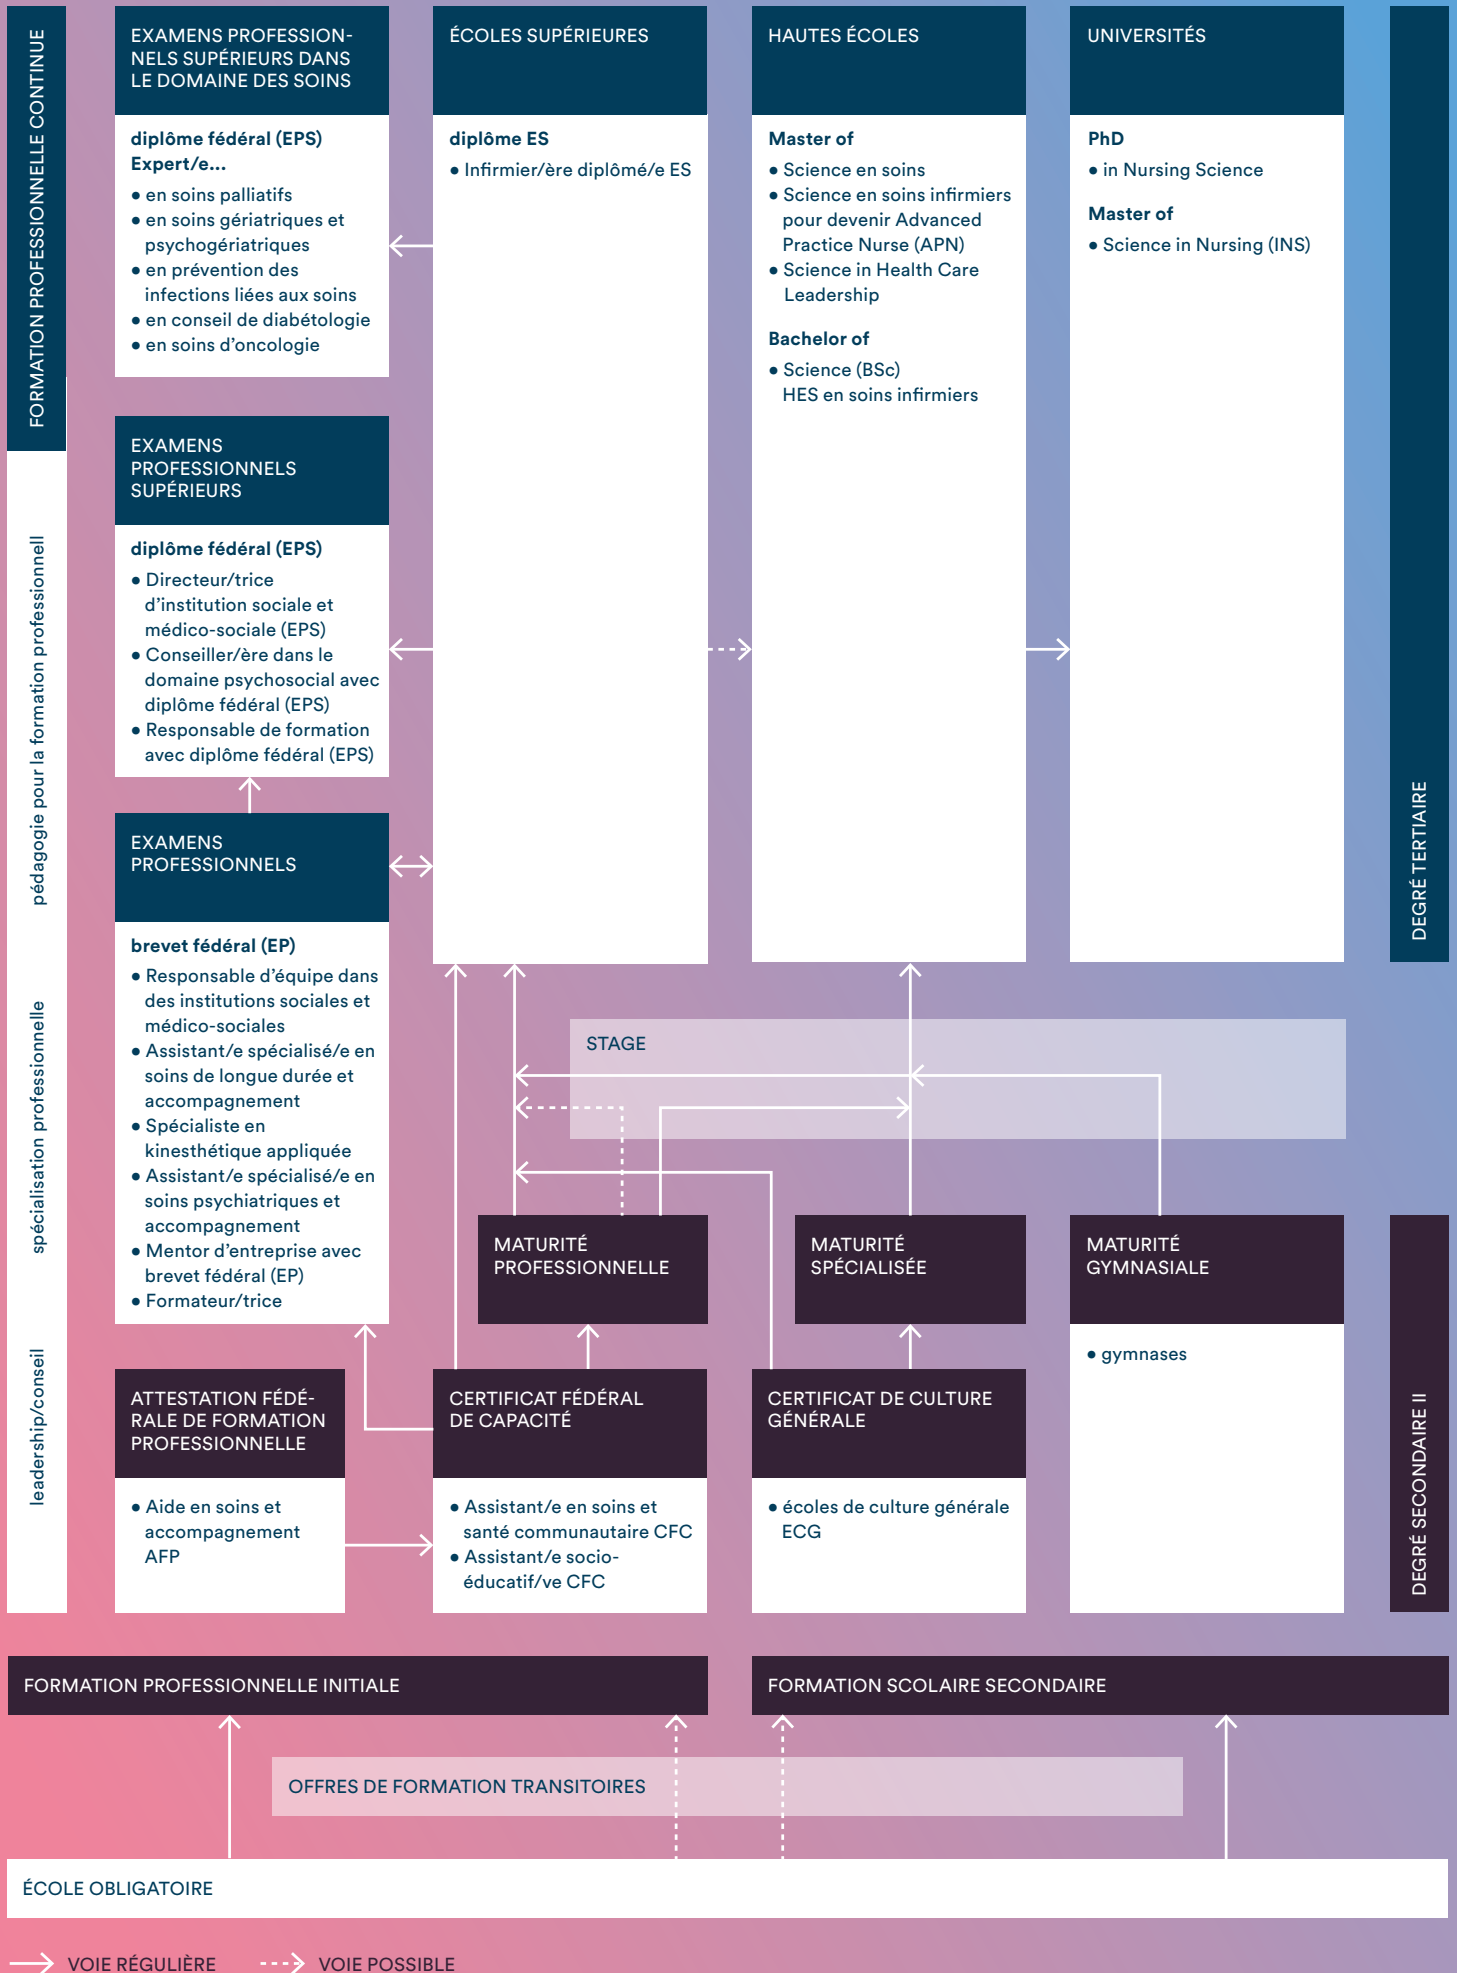 FORMATION PROFESSIONNELLE CONTINUE
pédagogie pour la formation professionnell
spécialisation professionnelle
leadership/conseil
EXAMENS PROFESSION-
NELS SUPÉRIEURS DANS
LE DOMAINE DES SOINS
diplôme fédéral (EPS)
Expert/e...
• en soins palliatifs
• en soins gériatriques et
psychogériatriques
• en prévention des
infections liées aux soins
• en conseil de diabétologie
• en soins d'oncologie
ÉCOLES SUPÉRIEURES
diplôme ES
• Infirmier/ère diplômé/e ES
HAUTES ÉCOLES
Master of
• Science en soins
• Science en soins infirmiers
pour devenir Advanced
Practice Nurse (APN)
• Science in Health Care
Leadership
Bachelor of
• Science (BSc)
HES en soins infirmiers
UNIVERSITÉS
PhD
• in Nursing Science
Master of
• Science in Nursing (INS)
DEGRÉ TERTIAIRE
EXAMENS
PROFESSIONNELS
SUPÉRIEURS
diplôme fédéral (EPS)
• Directeur/trice
d'institution sociale et
médico-sociale (EPS)
• Conseiller/ère dans le
domaine psychosocial avec
diplôme fédéral (EPS)
• Responsable de formation
avec diplôme fédéral (EPS)
EXAMENS
PROFESSIONNELS
brevet fédéral (EP)
• Responsable d'équipe dans
des institutions sociales et
médico-sociales
• Assistant/e spécialisé/e en
soins de longue durée et
accompagnement
• Spécialiste en
kinesthétique appliquée
• Assistant/e spécialisé/e en
soins psychiatriques et
accompagnement
• Mentor d'entreprise avec
brevet fédéral (EP)
• Formateur/trice
STAGE
MATURITÉ
PROFESSIONNELLE
MATURITÉ
SPÉCIALISÉE
MATURITÉ
GYMNASIALE
• gymnases
ATTESTATION FÉDÉ-
RALE DE FORMATION
PROFESSIONNELLE
• Aide en soins et
accompagnement
AFP
CERTIFICAT FÉDÉRAL
DE CAPACITÉ
• Assistant/e en soins et
santé communautaire CFC
• Assistant/e socio-
éducatif/ve CFC
CERTIFICAT DE CULTURE
GÉNÉRALE
• écoles de culture générale
ECG
DEGRÉ SECONDAIRE II
FORMATION PROFESSIONNELLE INITIALE
FORMATION SCOLAIRE SECONDAIRE
OFFRES DE FORMATION TRANSITOIRES
ÉCOLE OBLIGATOIRE
VOIE RÉGULIÈRE
VOIE POSSIBLE